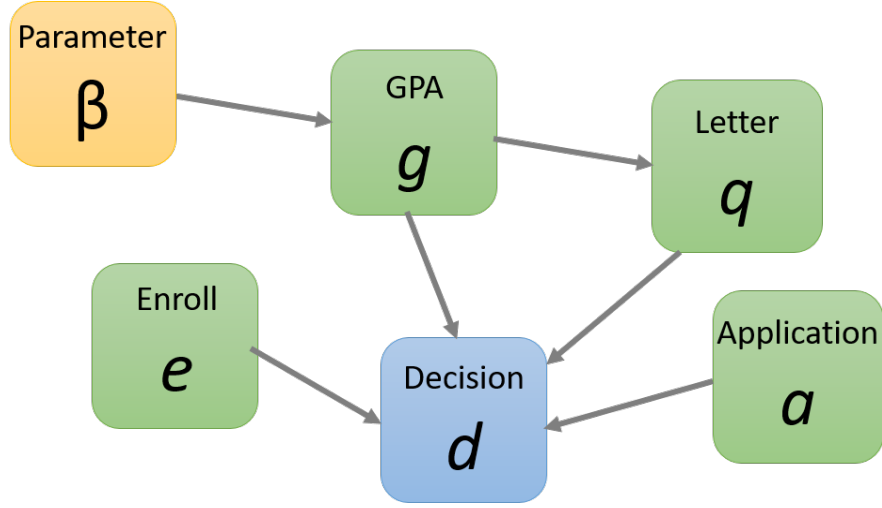 Parameter
β
GPA
g
Letter
q
Enroll
e
Decision
d
Application
a